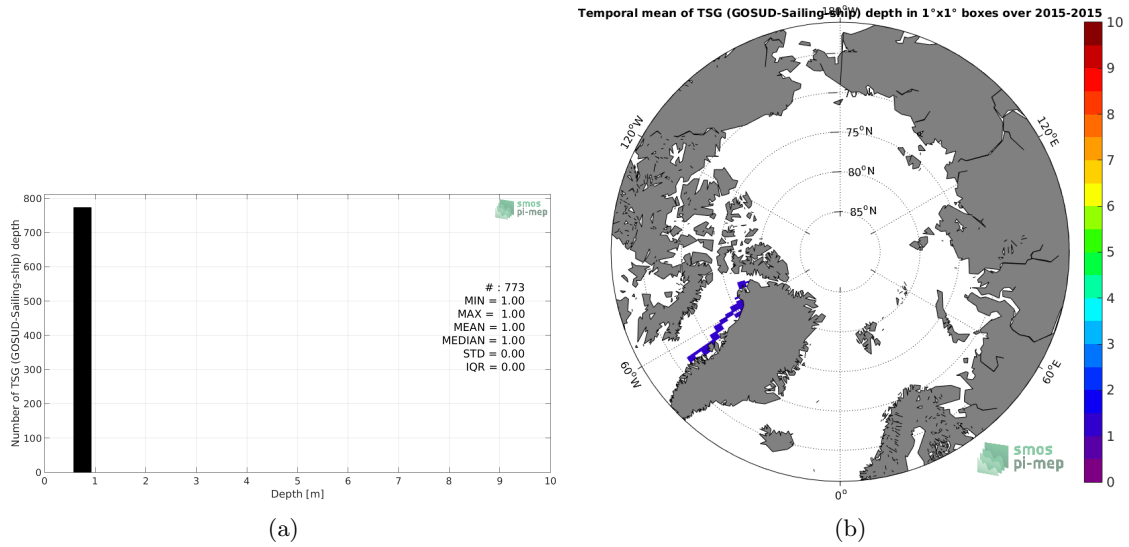 Number of TSG (GOSUD-Sailing-ship) depth
800
700
600
500
400
300
200
100
0
smos
pi-mep
# : 773
MIN = 1.00
MAX = 1.00
MEAN = 1.00
MEDIAN = 1.00
STD = 0.00
IQR = 0.00
0 1 2 3 4 5 6 7 8 9 10
Depth [m]
(a)
Temporal mean of TSG (GOSUD-Sailing-ship) depth in 1°x1° boxes over 2015-2015
180°W
120°W
120°E
70
75°N
80°N
85°N
60°W
60°E
0°
smos
pi-mep
10
9
8
7
6
5
4
3
2
1
0
(b)